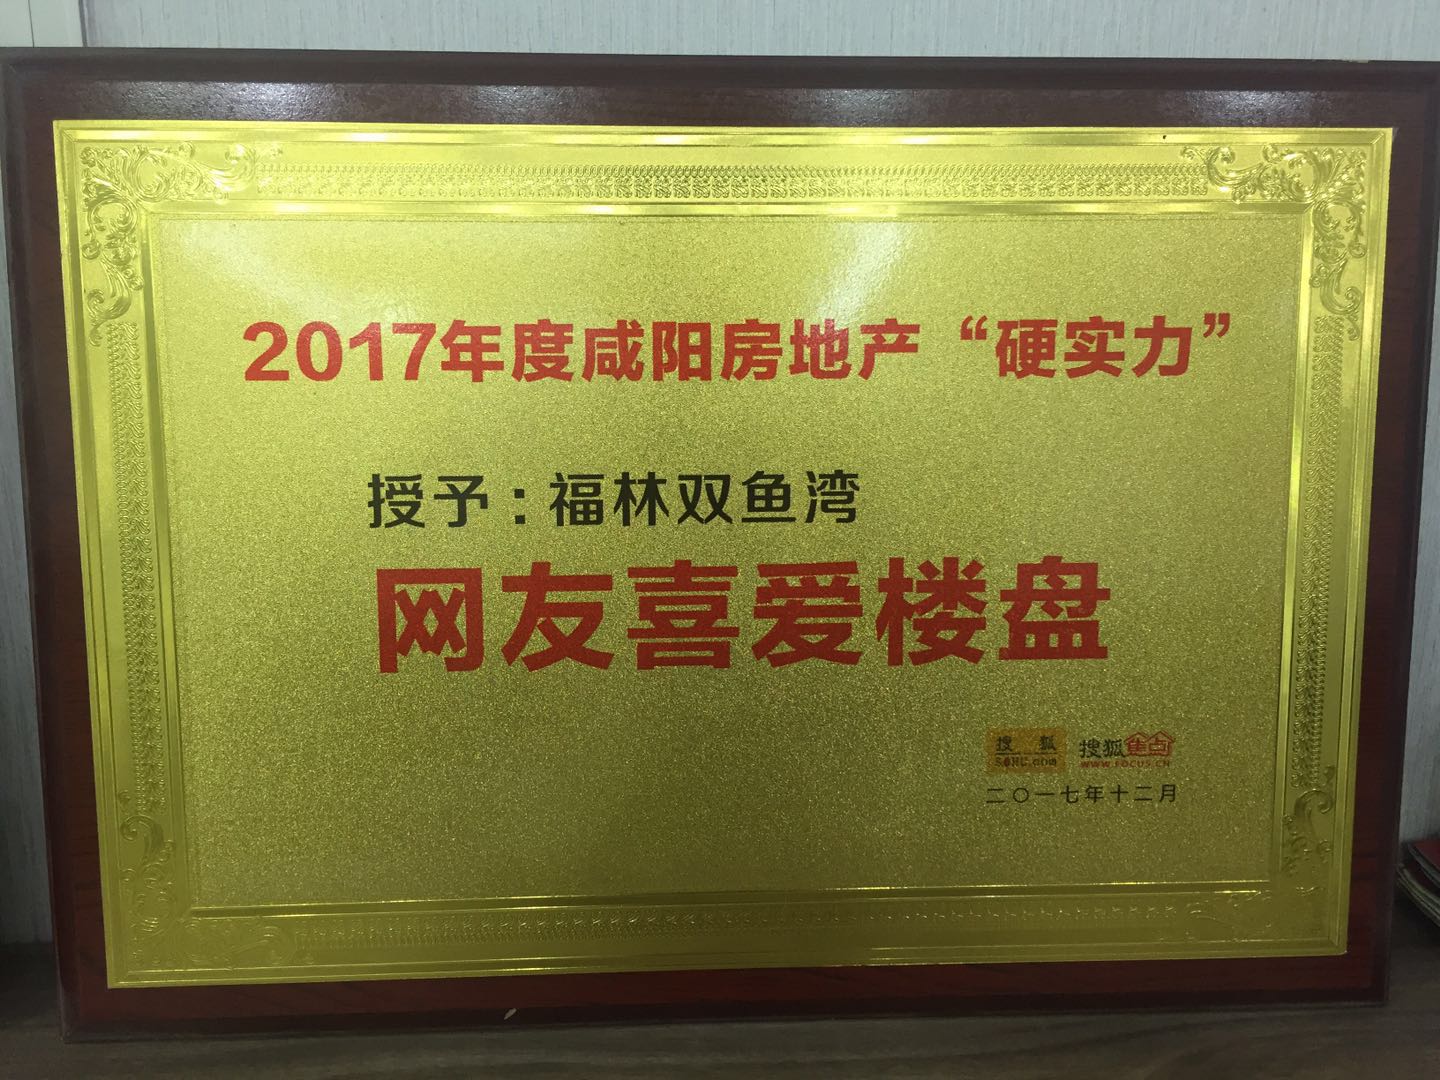 2017年度咸阳房地产“硬实力”
授予：福林双鱼湾
网友喜爱楼盘
搜狐 搜狐焦点
SOHU.com WWW.FOCUS.CN
二〇一七年十二月